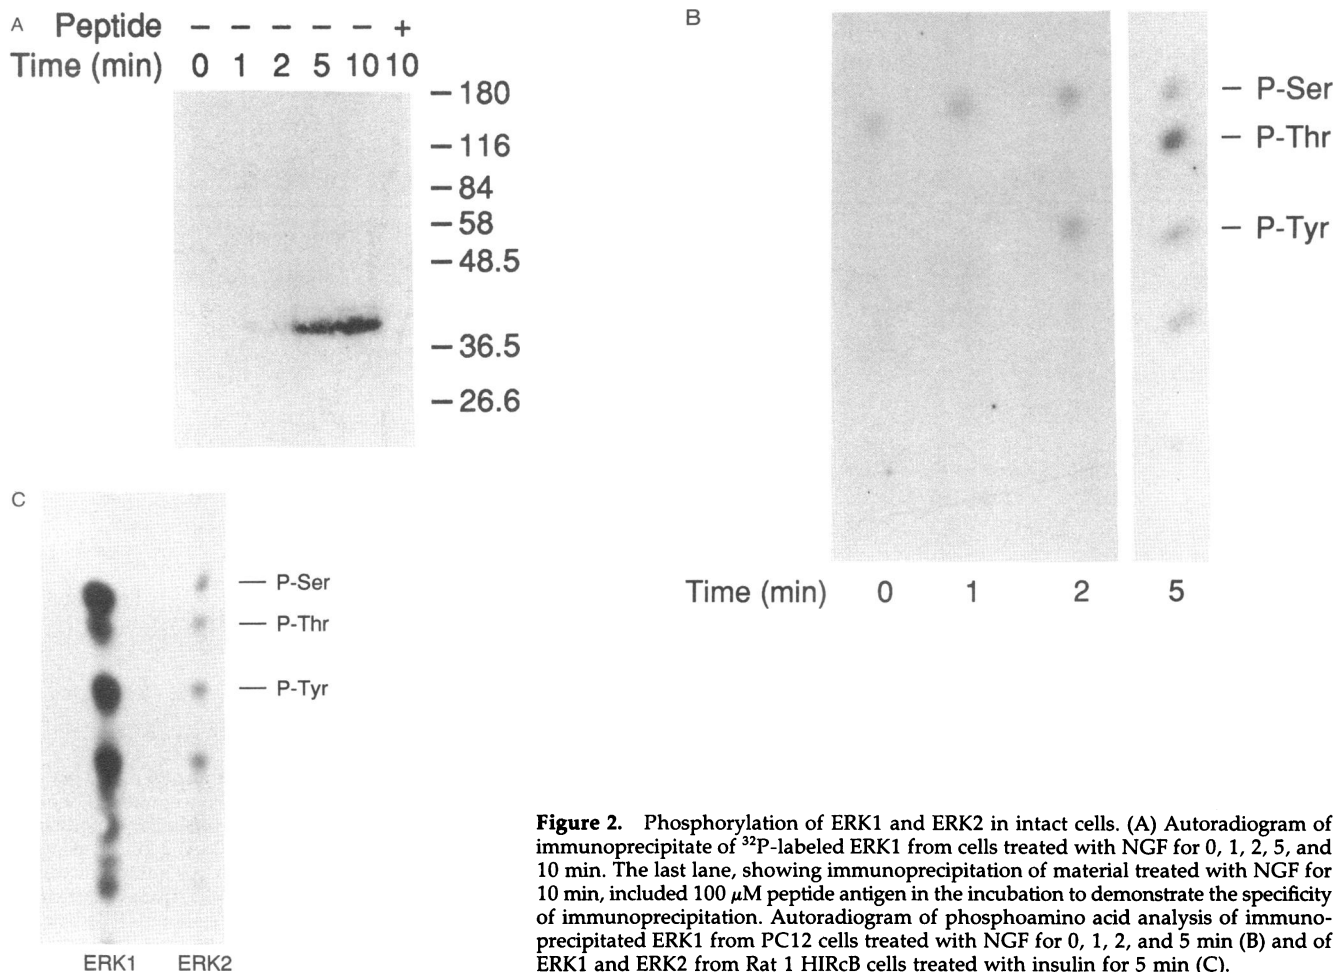 A Peptide – – – – – +
Time (min) 0 1 2 5 10 10
– 180
– 116
– 84
– 58
– 48.5
– 36.5
– 26.6
B
– P-Ser
– P-Thr
– P-Tyr
Time (min) 0 1 2 5
C
— P-Ser
— P-Thr
— P-Tyr
ERK1 ERK2
Figure 2. Phosphorylation of ERK1 and ERK2 in intact cells. (A) Autoradiogram of
immunoprecipitate of ³²P-labeled ERK1 from cells treated with NGF for 0, 1, 2, 5, and
10 min. The last lane, showing immunoprecipitation of material treated with NGF for
10 min, included 100 μM peptide antigen in the incubation to demonstrate the specificity
of immunoprecipitation. Autoradiogram of phosphoamino acid analysis of immuno-
precipitated ERK1 from PC12 cells treated with NGF for 0, 1, 2, and 5 min (B) and of
ERK1 and ERK2 from Rat 1 HIRcB cells treated with insulin for 5 min (C).